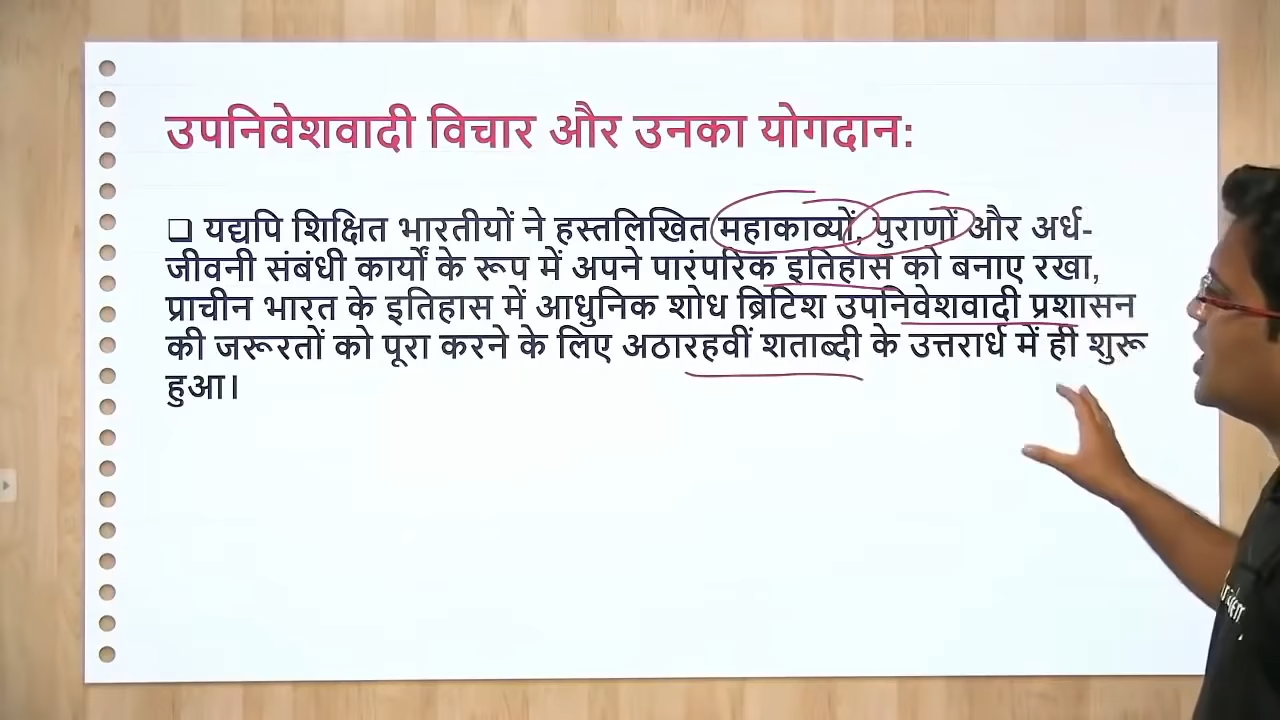 उपनिवेशवादी विचार और उनका योगदान:
❑ यद्यपि शिक्षित भारतीयों ने हस्तलिखित महाकाव्यों, पुराणों और अर्ध-
जीवनी संबंधी कार्यों के रूप में अपने पारंपरिक इतिहास को बनाए रखा,
प्राचीन भारत के इतिहास में आधुनिक शोध ब्रिटिश उपनिवेशवादी प्रशासन
की जरूरतों को पूरा करने के लिए अठारहवीं शताब्दी के उत्तरार्ध में ही शुरू
हुआ।